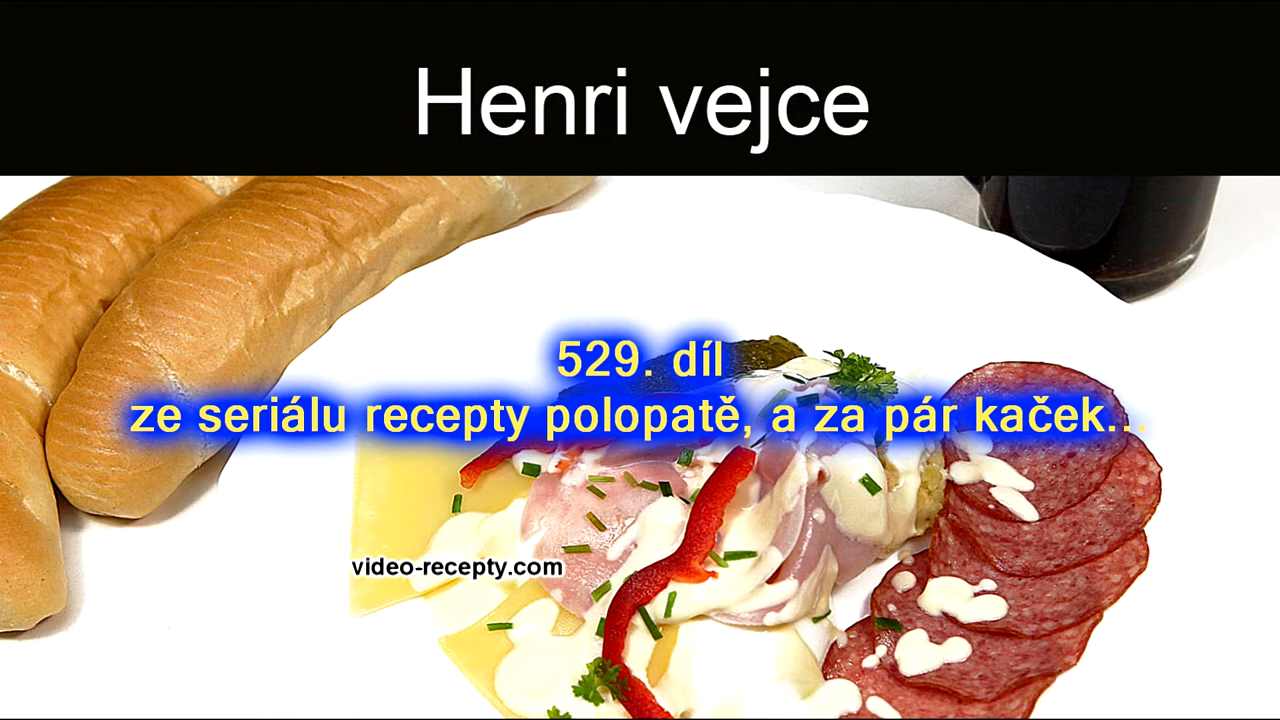 Henri vejce
529. díl
ze seriálu recepty polopatě, a za pár kaček...
video-recepty.com